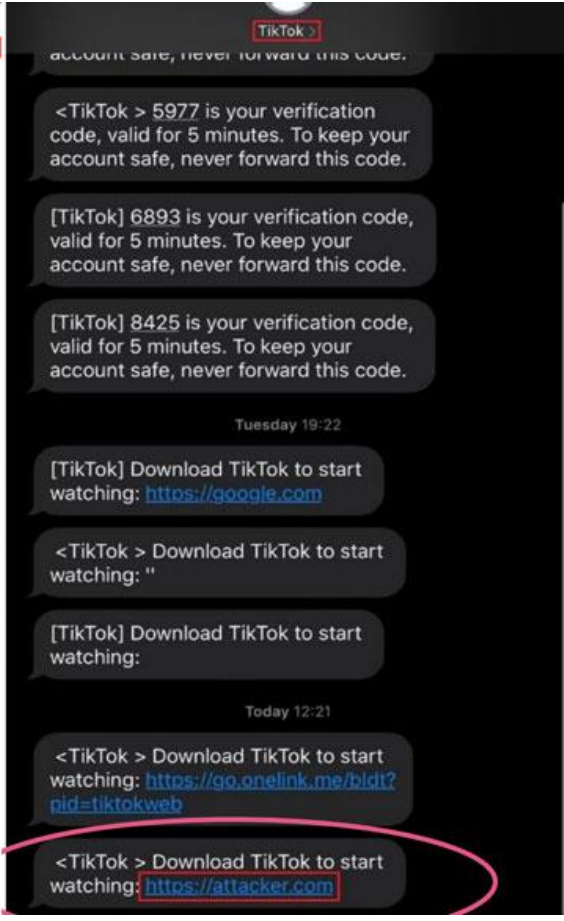 TikTok >
account safe, never forward this code.
<TikTok > 5977 is your verification
code, valid for 5 minutes. To keep your
account safe, never forward this code.
[TikTok] 6893 is your verification code,
valid for 5 minutes. To keep your
account safe, never forward this code.
[TikTok] 8425 is your verification code,
valid for 5 minutes. To keep your
account safe, never forward this code.
Tuesday 19:22
[TikTok] Download TikTok to start
watching: https://google.com
<TikTok > Download TikTok to start
watching: ''
[TikTok] Download TikTok to start
watching:
Today 12:21
<TikTok > Download TikTok to start
watching: https://go.onelink.me/bldt?
pid=tiktokweb
<TikTok > Download TikTok to start
watching: https://attacker.com